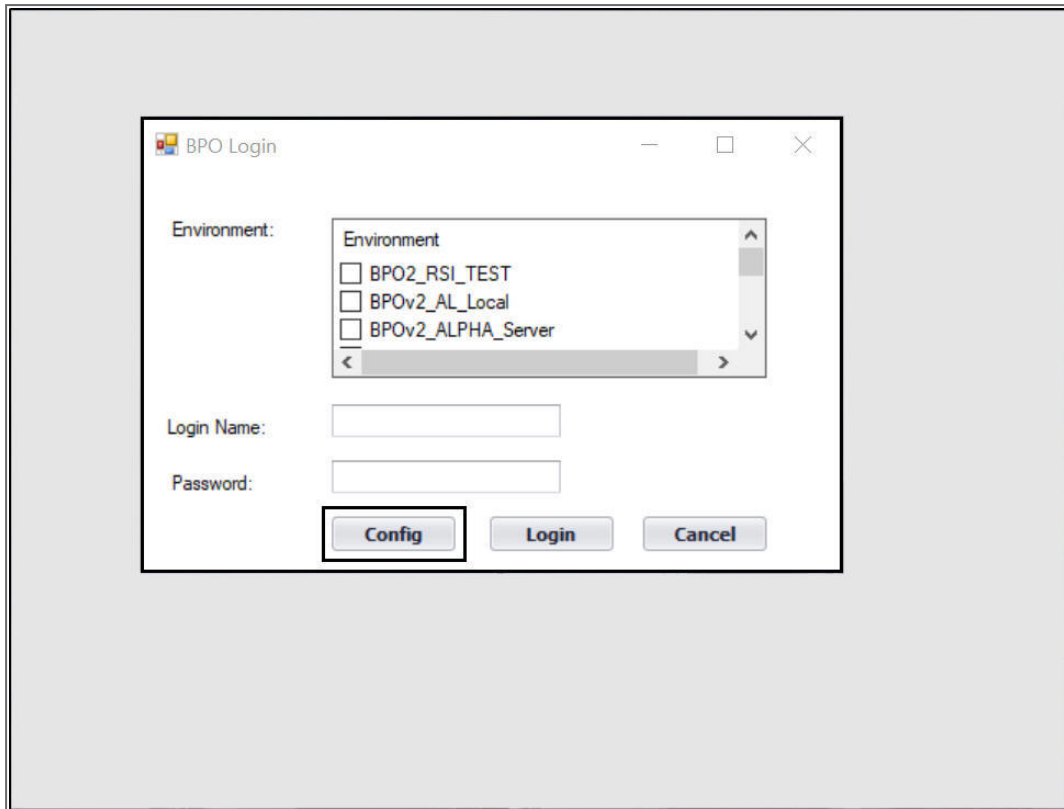 BPO Login
Environment:
Environment
BPO2_RSI_TEST
BPOv2_AL_Local
BPOv2_ALPHA_Server
Login Name:
Password:
Config Login Cancel